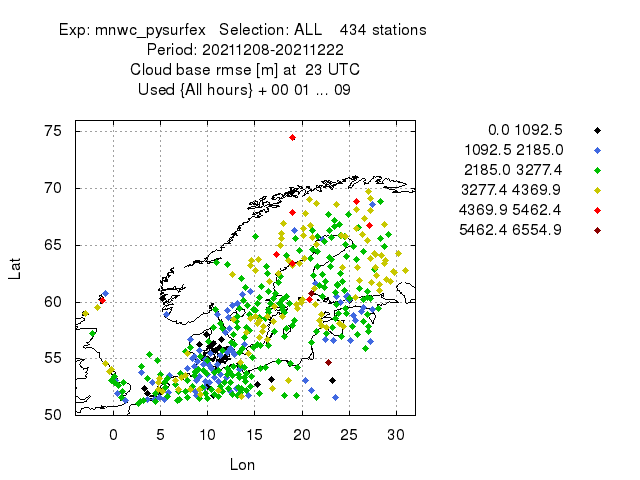 Exp: mnwc_pysurfex   Selection: ALL    434 stations
Period: 20211208-20211222
Cloud base rmse [m] at  23 UTC
Used {All hours} + 00 01 ... 09
0.0 1092.5
1092.5 2185.0
2185.0 3277.4
3277.4 4369.9
4369.9 5462.4
5462.4 6554.9
75
70
65
60
55
50
Lat
0 5 10 15 20 25 30
Lon